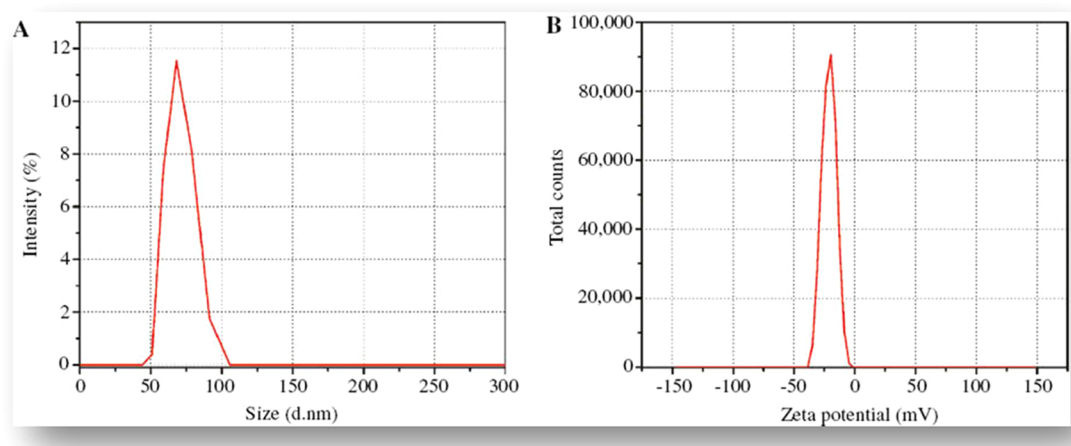 A
12
10
8
6
4
2
0
Intensity (%)
0 50 100 150 200 250 300
Size (d.nm)
B
100,000
80,000
60,000
40,000
20,000
0
Total counts
-150 -100 -50 0 50 100 150
Zeta potential (mV)